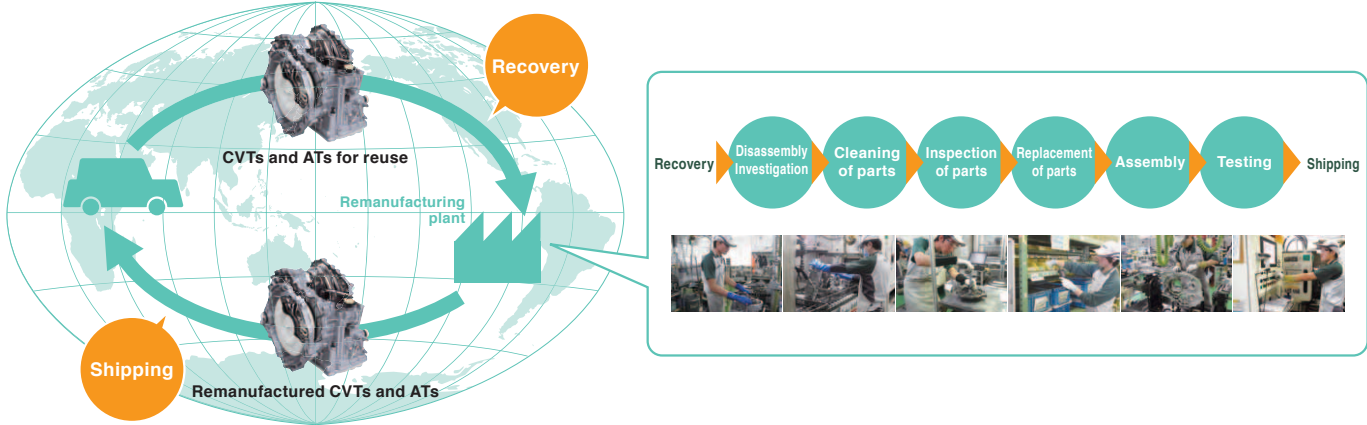 Recovery
CVTs and ATs for reuse
Remanufacturing
plant
Shipping
Remanufactured CVTs and ATs
Recovery
Disassembly
Investigation
Cleaning
of parts
Inspection
of parts
Replacement
of parts
Assembly
Testing
Shipping